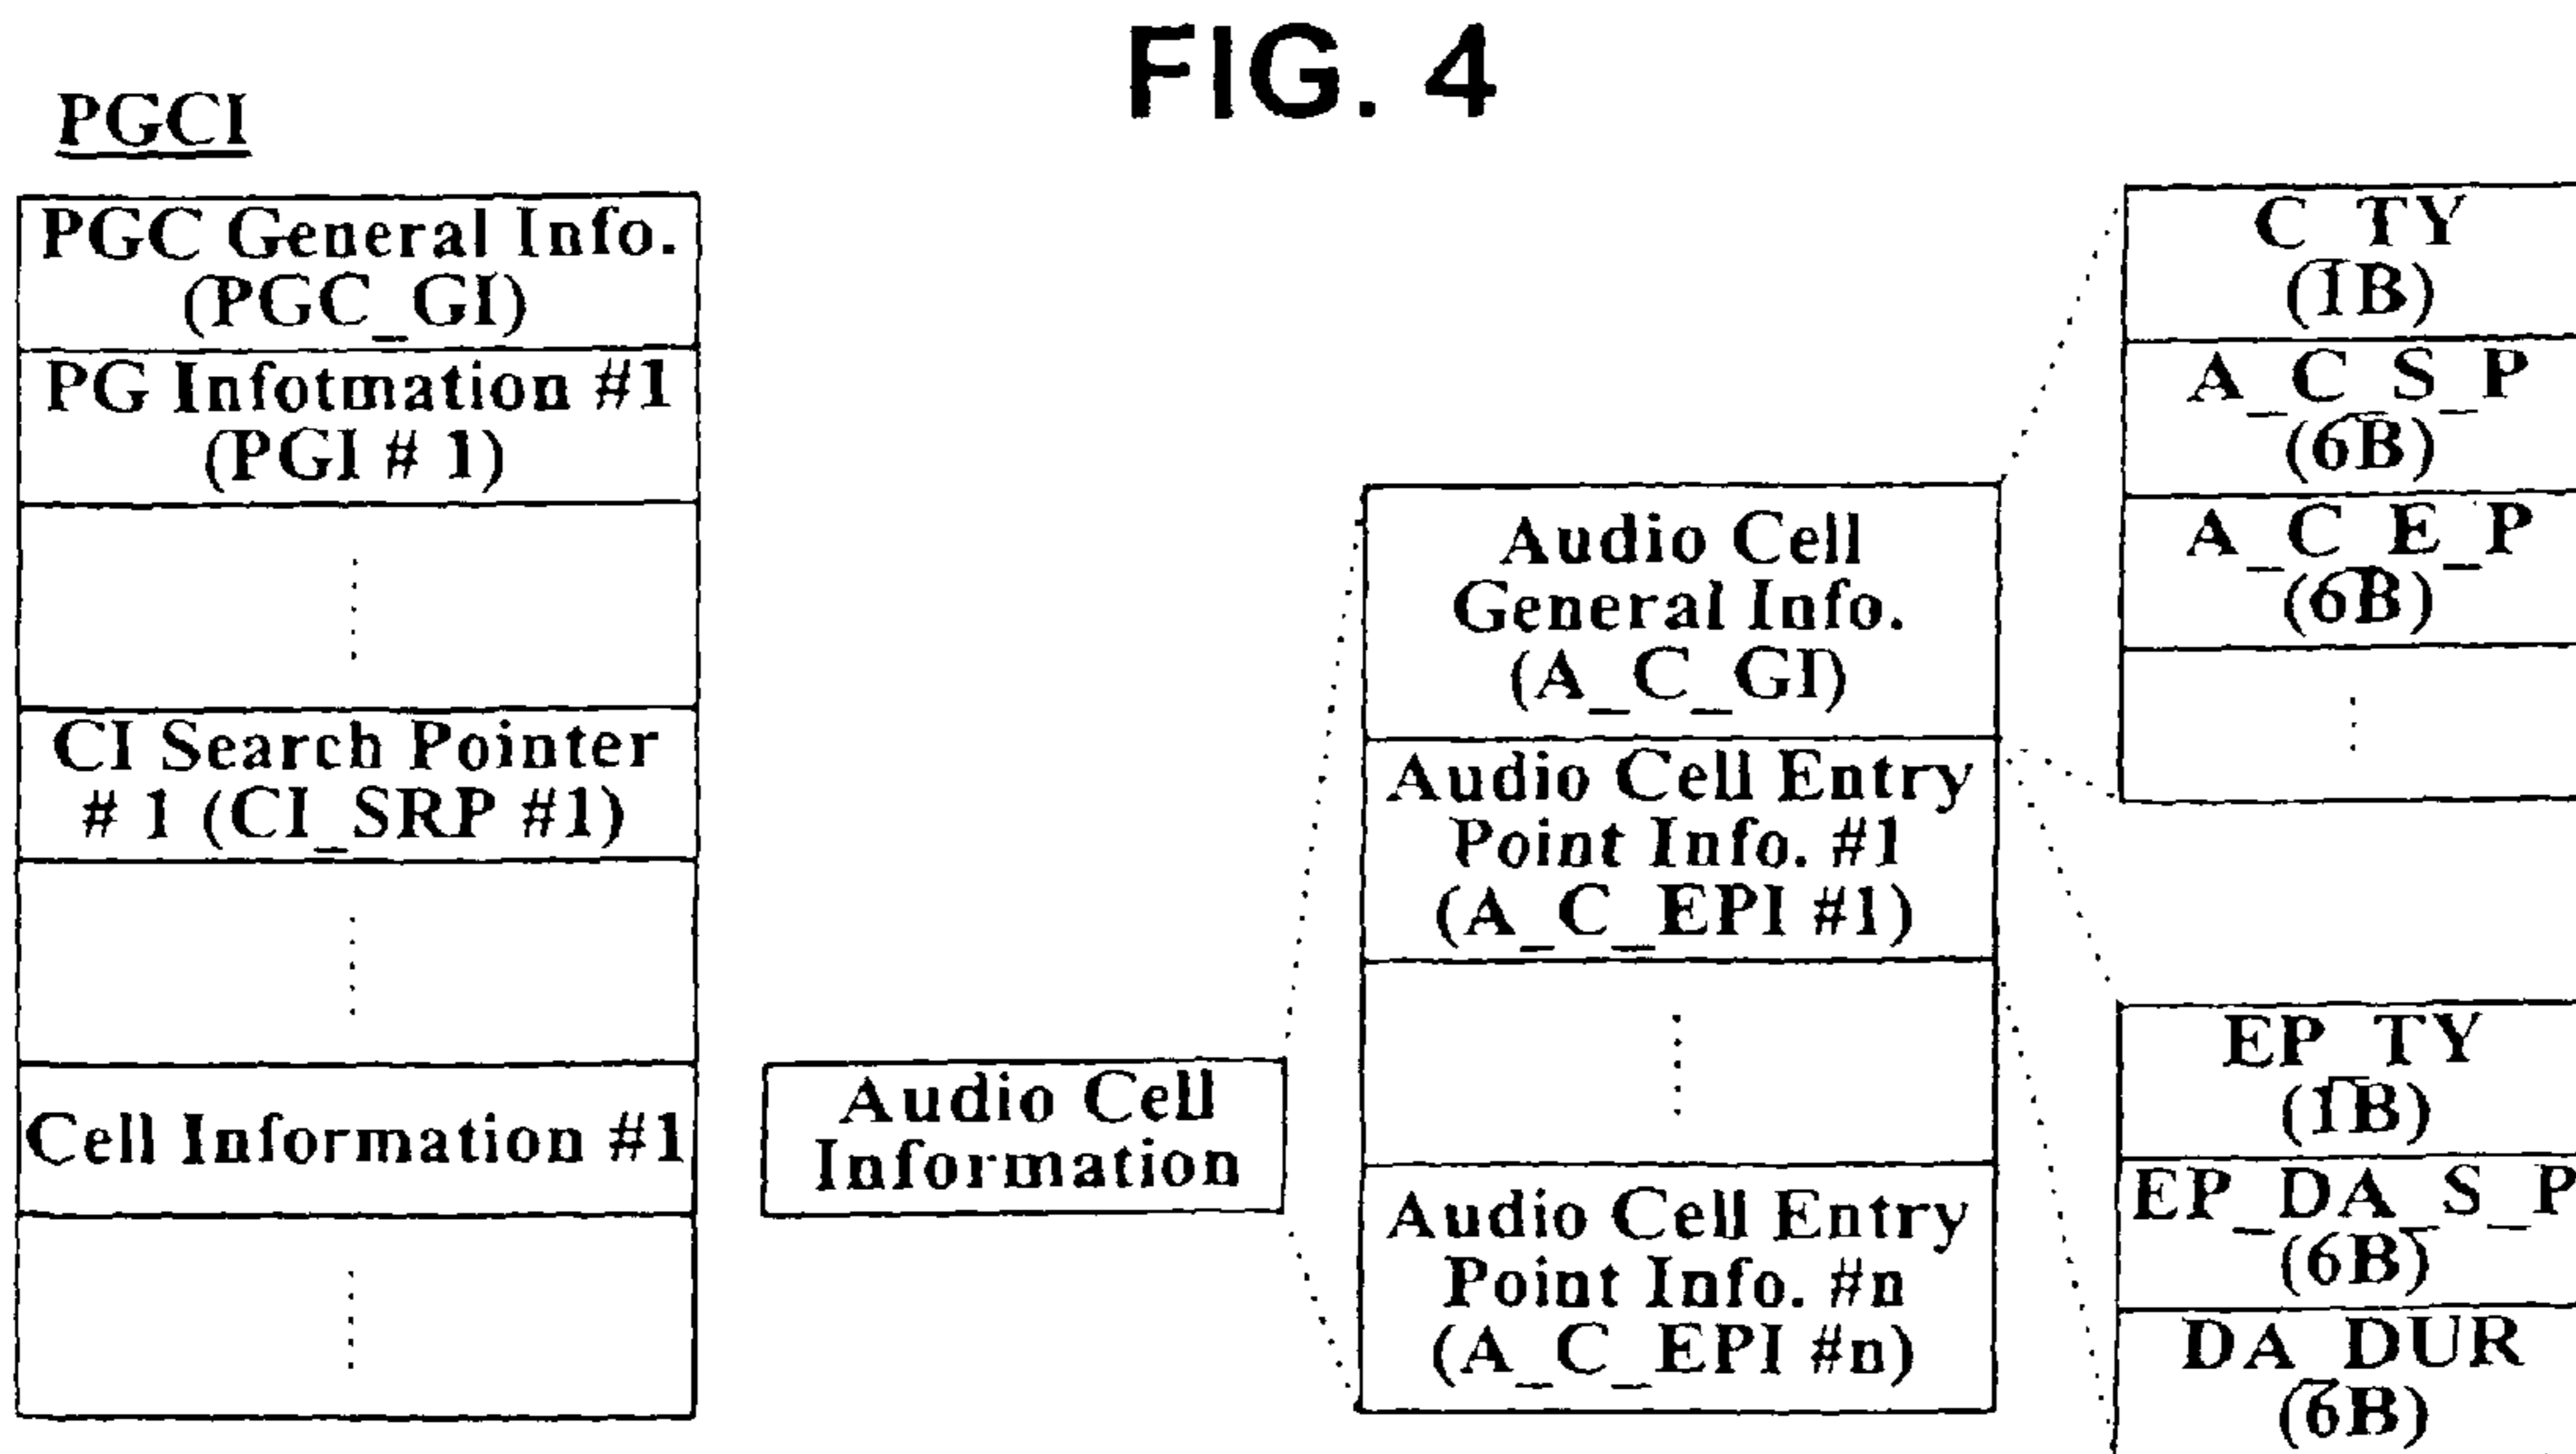 FIG. 4
PGCI
PGC General Info.
(PGC_GI)
PG Infotmation #1
(PGI # 1)
CI Search Pointer
# 1 (CI_SRP #1)
Cell Information #1
Audio Cell
Information
Audio Cell
General Info.
(A_C_GI)
Audio Cell Entry
Point Info. #1
(A_C_EPI #1)
Audio Cell Entry
Point Info. #n
(A_C_EPI #n)
C_TY
(1B)
A_C_S_P
(6B)
A_C_E_P
(6B)
EP_TY
(1B)
EP_DA_S_P
(6B)
DA_DUR
(6B)